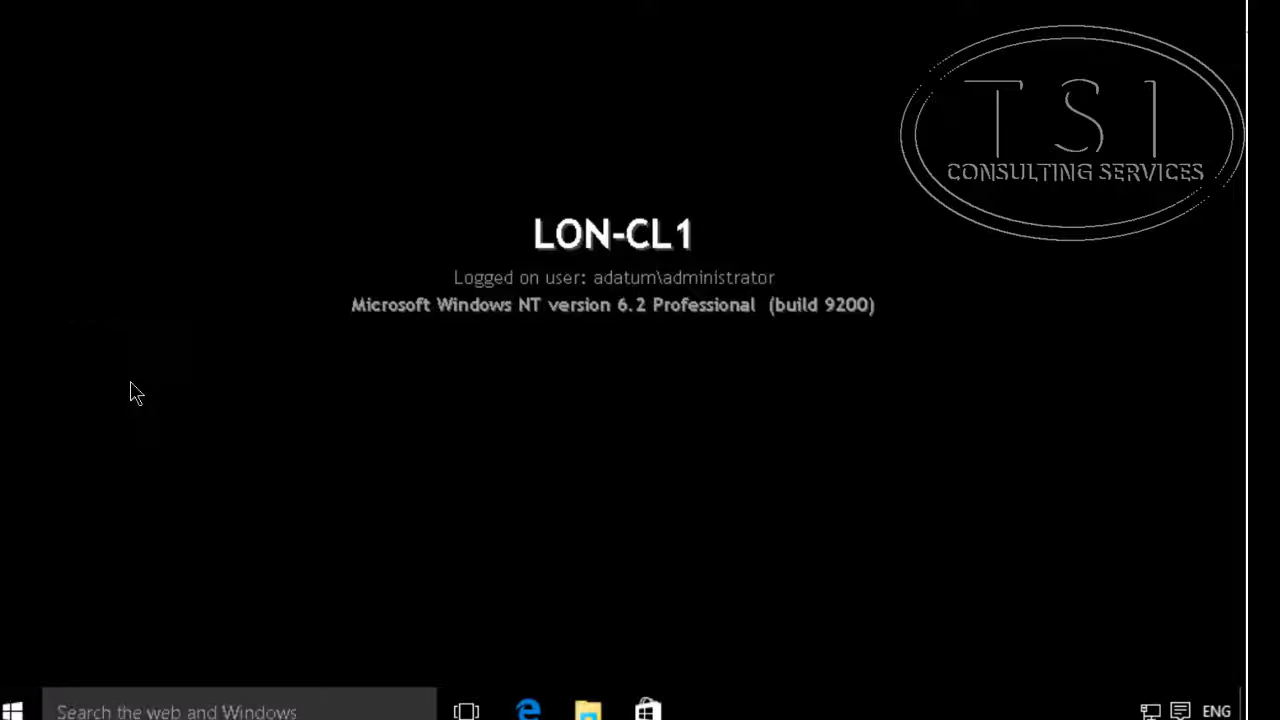 TSI
CONSULTING SERVICES
LON-CL1
Logged on user: adatum\administrator
Microsoft Windows NT version 6.2 Professional (build 9200)
Search the web and Windows
ENG